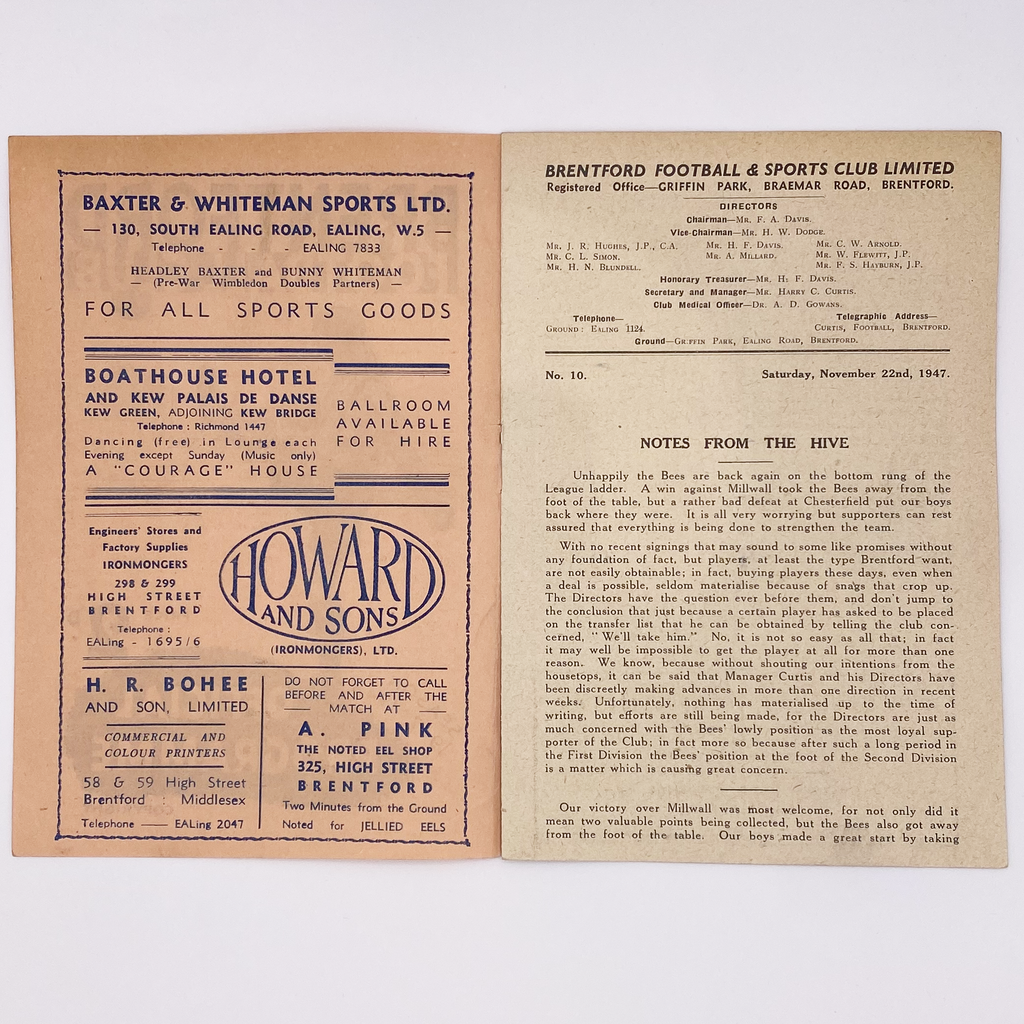 BAXTER & WHITEMAN SPORTS LTD.
— 130, SOUTH EALING ROAD, EALING, W.5 —
Telephone - - - EALING 7833
HEADLEY BAXTER and BUNNY WHITEMAN
— (Pre-War Wimbledon Doubles Partners) —
FOR ALL SPORTS GOODS
BOATHOUSE HOTEL
AND KEW PALAIS DE DANSE
KEW GREEN, ADJOINING KEW BRIDGE
Telephone : Richmond 1447
Dancing (free) in Lounge each
Evening except Sunday (Music only)
A "COURAGE" HOUSE
BALLROOM
AVAILABLE
FOR HIRE
Engineers' Stores and
Factory Supplies
IRONMONGERS
298 & 299
HIGH STREET
BRENTFORD
Telephone :
EALing - 1695/6
HOWARD
AND SONS
(IRONMONGERS), LTD.
H. R. BOHEE
AND SON, LIMITED
COMMERCIAL AND
COLOUR PRINTERS
58 & 59 High Street
Brentford : Middlesex
Telephone —— EALing 2047
DO NOT FORGET TO CALL
BEFORE AND AFTER THE
—— MATCH AT ——
A. PINK
THE NOTED EEL SHOP
325, HIGH STREET
BRENTFORD
Two Minutes from the Ground
Noted for JELLIED EELS
BRENTFORD FOOTBALL & SPORTS CLUB LIMITED
Registered Office—GRIFFIN PARK, BRAEMAR ROAD, BRENTFORD.
DIRECTORS
Chairman—MR. F. A. DAVIS.
Vice-Chairman—MR. H. W. DODGE.
MR. J. R. HUGHES, J.P., C.A. MR. H. F. DAVIS. MR. C. W. ARNOLD.
MR. C. L. SIMON. MR. A. MILLARD. MR. W. FLEWITT, J.P.
MR. H. N. BLUNDELL. MR. F. S. HAYBURN, J.P.
Honorary Treasurer—MR. H. F. DAVIS.
Secretary and Manager—MR. HARRY C. CURTIS.
Club Medical Officer—DR. A. D. GOWANS.
Telephone— Telegraphic Address—
GROUND : EALING 1124. CURTIS, FOOTBALL, BRENTFORD.
Ground—GRIFFIN PARK, EALING ROAD, BRENTFORD.
No. 10. Saturday, November 22nd, 1947.
NOTES FROM THE HIVE
Unhappily the Bees are back again on the bottom rung of the
League ladder. A win against Millwall took the Bees away from the
foot of the table, but a rather bad defeat at Chesterfield put our boys
back where they were. It is all very worrying but supporters can rest
assured that everything is being done to strengthen the team.
With no recent signings that may sound to some like promises without
any foundation of fact, but players, at least the type Brentford want,
are not easily obtainable; in fact, buying players these days, even when
a deal is possible, seldom materialise because of snags that crop up.
The Directors have the question ever before them, and don't jump to
the conclusion that just because a certain player has asked to be placed
on the transfer list that he can be obtained by telling the club con-
cerned, "We'll take him." No, it is not so easy as all that; in fact
it may well be impossible to get the player at all for more than one
reason. We know, because without shouting our intentions from the
housetops, it can be said that Manager Curtis and his Directors have
been discreetly making advances in more than one direction in recent
weeks. Unfortunately, nothing has materialised up to the time of
writing, but efforts are still being made, for the Directors are just as
much concerned with the Bees' lowly position as the most loyal sup-
porter of the Club; in fact more so because after such a long period in
the First Division the Bees' position at the foot of the Second Division
is a matter which is causing great concern.
Our victory over Millwall was most welcome, for not only did it
mean two valuable points being collected, but the Bees also got away
from the foot of the table. Our boys made a great start by taking